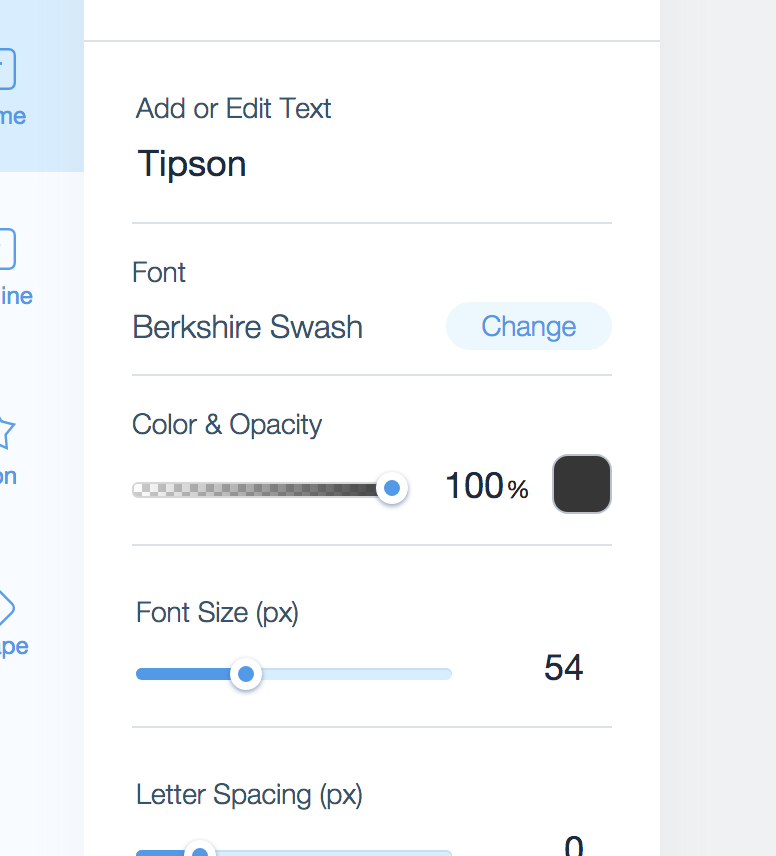 me
Add or Edit Text
Tipson
ine
Font
Berkshire Swash
Change
Color & Opacity
on
100%
Font Size (px)
pe
54
Letter Spacing (px)
0